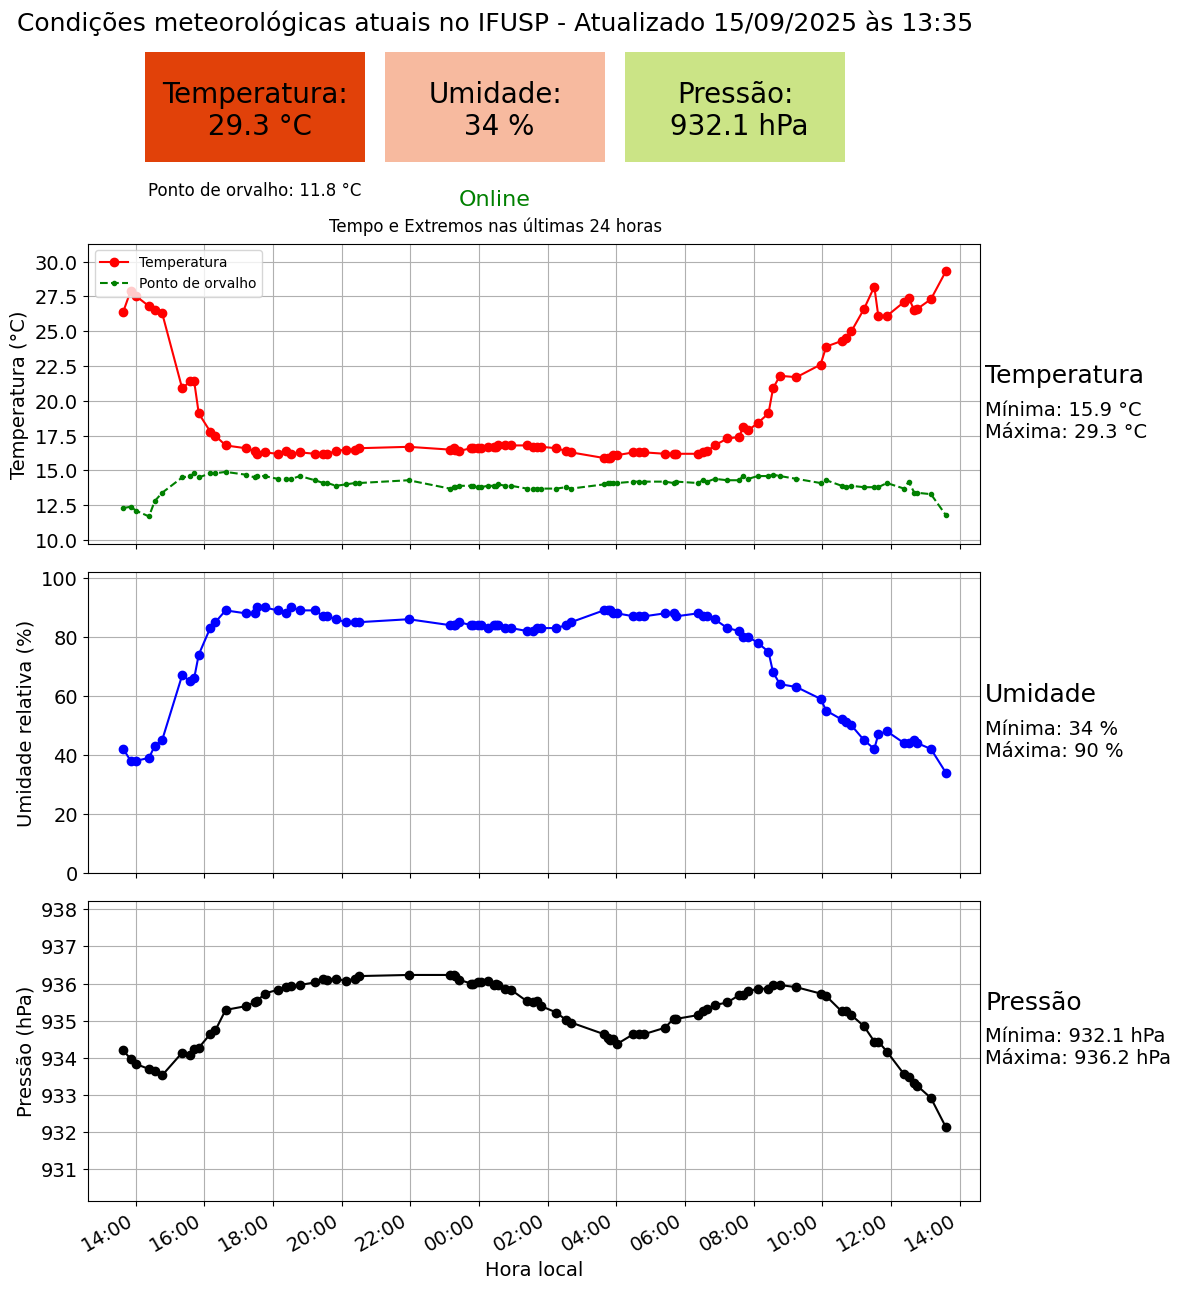 Condições meteorológicas atuais no IFUSP - Atualizado 15/09/2025 às 13:35
Temperatura:
29.3 °C
Umidade:
34 %
Pressão:
932.1 hPa
Ponto de orvalho: 11.8 °C
Online
Tempo e Extremos nas últimas 24 horas
Temperatura
Ponto de orvalho
Temperatura (°C)
30.0
27.5
25.0
22.5
20.0
17.5
15.0
12.5
10.0
Temperatura
Mínima: 15.9 °C
Máxima: 29.3 °C
Umidade relativa (%)
100
80
60
40
20
0
Umidade
Mínima: 34 %
Máxima: 90 %
Pressão (hPa)
938
937
936
935
934
933
932
931
Pressão
Mínima: 932.1 hPa
Máxima: 936.2 hPa
14:00
16:00
18:00
20:00
22:00
00:00
02:00
04:00
06:00
08:00
10:00
12:00
14:00
Hora local